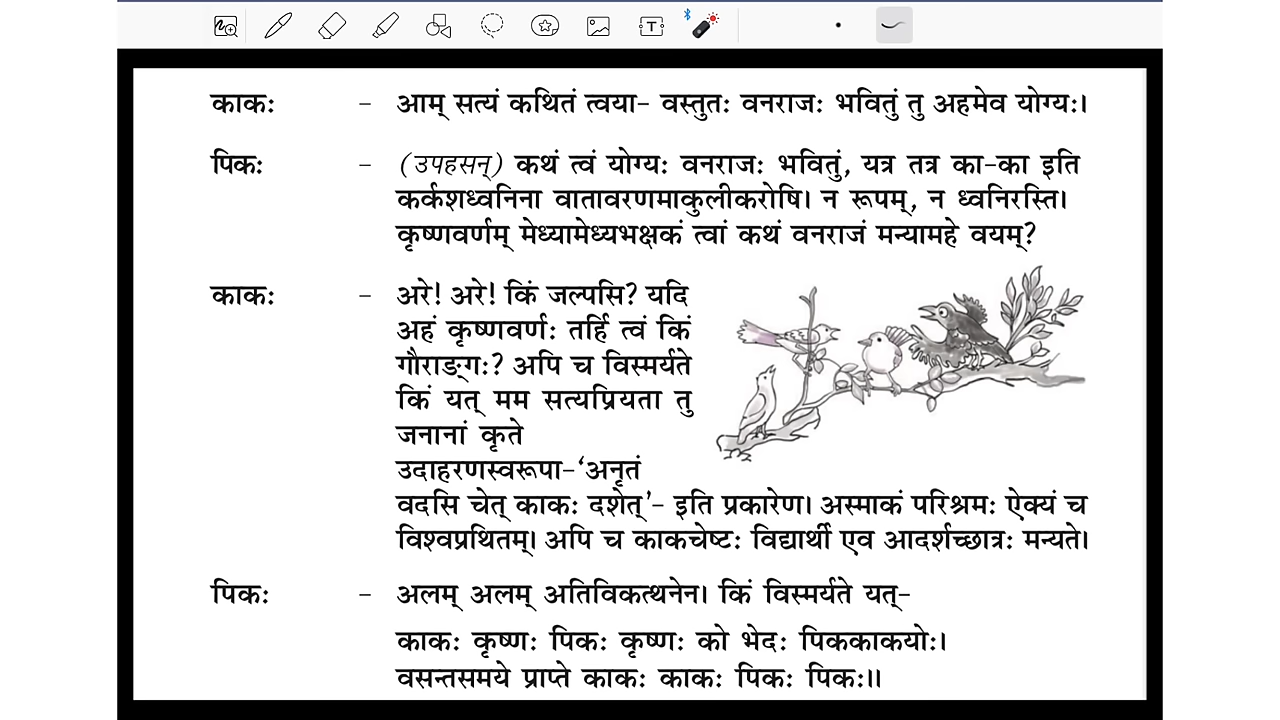 काकः - आम् सत्यं कथितं त्वया- वस्तुतः वनराजः भवितुं तु अहमेव योग्यः।
पिकः - (उपहसन्) कथं त्वं योग्यः वनराजः भवितुं, यत्र तत्र का-का इति
कर्कशध्वनिना वातावरणमाकुलीकरोषि। न रूपम्, न ध्वनिरस्ति।
कृष्णवर्णम् मेध्यामेध्यभक्षकं त्वां कथं वनराजं मन्यामहे वयम्?
काकः - अरे! अरे! किं जल्पसि? यदि
अहं कृष्णवर्णः तर्हि त्वं किं
गौराङ्गः? अपि च विस्मर्यते
किं यत् मम सत्यप्रियता तु
जनानां कृते
उदाहरणस्वरूपा-‘अनृतं
वदसि चेत् काकः दशेत्’- इति प्रकारेण। अस्माकं परिश्रमः ऐक्यं च
विश्वप्रथितम्। अपि च काकचेष्टः विद्यार्थी एव आदर्शच्छात्रः मन्यते।
पिकः - अलम् अलम् अतिविकत्थनेन। किं विस्मर्यते यत्-
काकः कृष्णः पिकः कृष्णः को भेदः पिककाकयोः।
वसन्तसमये प्राप्ते काकः काकः पिकः पिकः॥